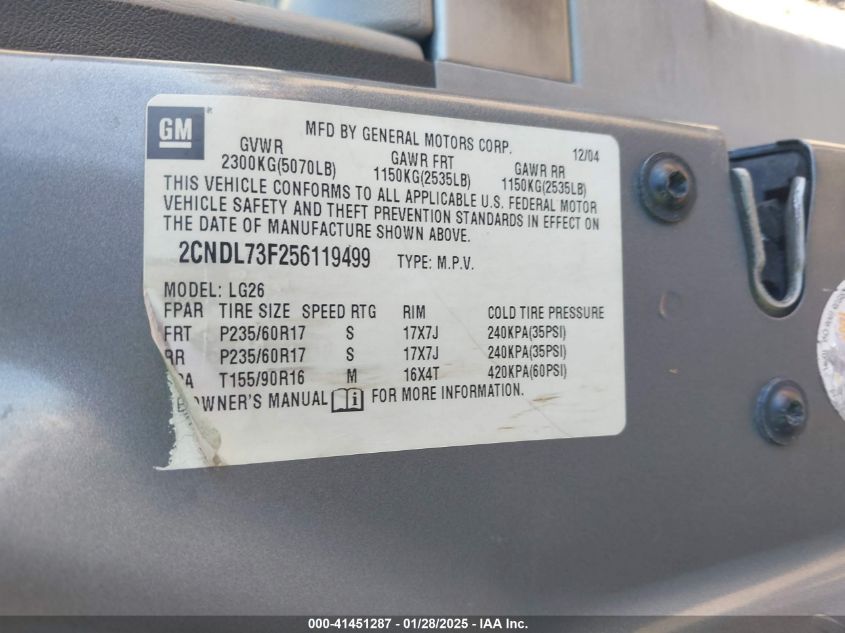 GM
MFD BY GENERAL MOTORS CORP. 12/04
GVWR GAWR FRT GAWR RR
2300KG(5070LB) 1150KG(2535LB) 1150KG(2535LB)
THIS VEHICLE CONFORMS TO ALL APPLICABLE U.S. FEDERAL MOTOR
VEHICLE SAFETY AND THEFT PREVENTION STANDARDS IN EFFECT ON
THE DATE OF MANUFACTURE SHOWN ABOVE.
2CNDL73F256119499 TYPE: M.P.V.
MODEL: LG26
FPAR TIRE SIZE SPEED RTG RIM COLD TIRE PRESSURE
FRT P235/60R17 S 17X7J 240KPA(35PSI)
RR P235/60R17 S 17X7J 240KPA(35PSI)
PA T155/90R16 M 16X4T 420KPA(60PSI)
OWNER'S MANUAL i FOR MORE INFORMATION.
000-41451287 - 01/28/2025 - IAA Inc.